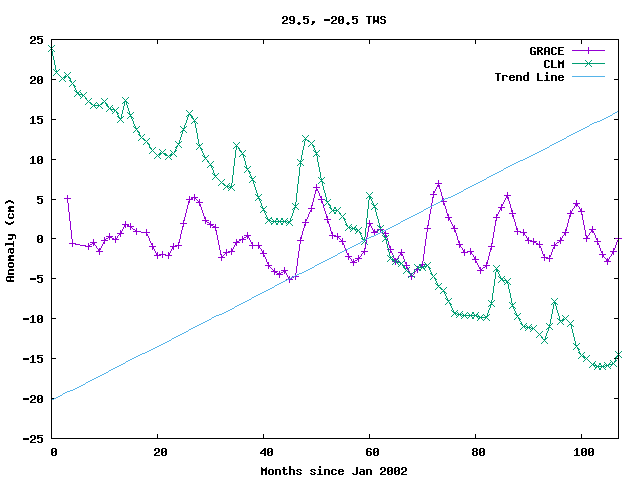 29.5, -20.5 TWS
GRACE
CLM
Trend Line
25
20
15
10
5
0
-5
-10
-15
-20
-25
Anomaly (cm)
0 20 40 60 80 100
Months since Jan 2002